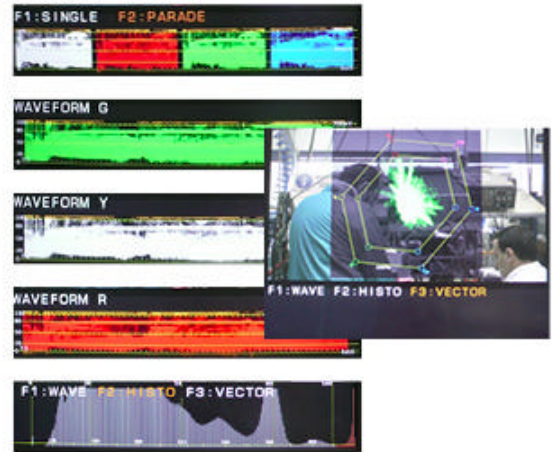 F1:SINGLE F2:PARADE
WAVEFORM G
WAVEFORM Y
F1:WAVE F2:HISTO F3:VECTOR
WAVEFORM R
F1:WAVE F2:HISTO F3:VECTOR